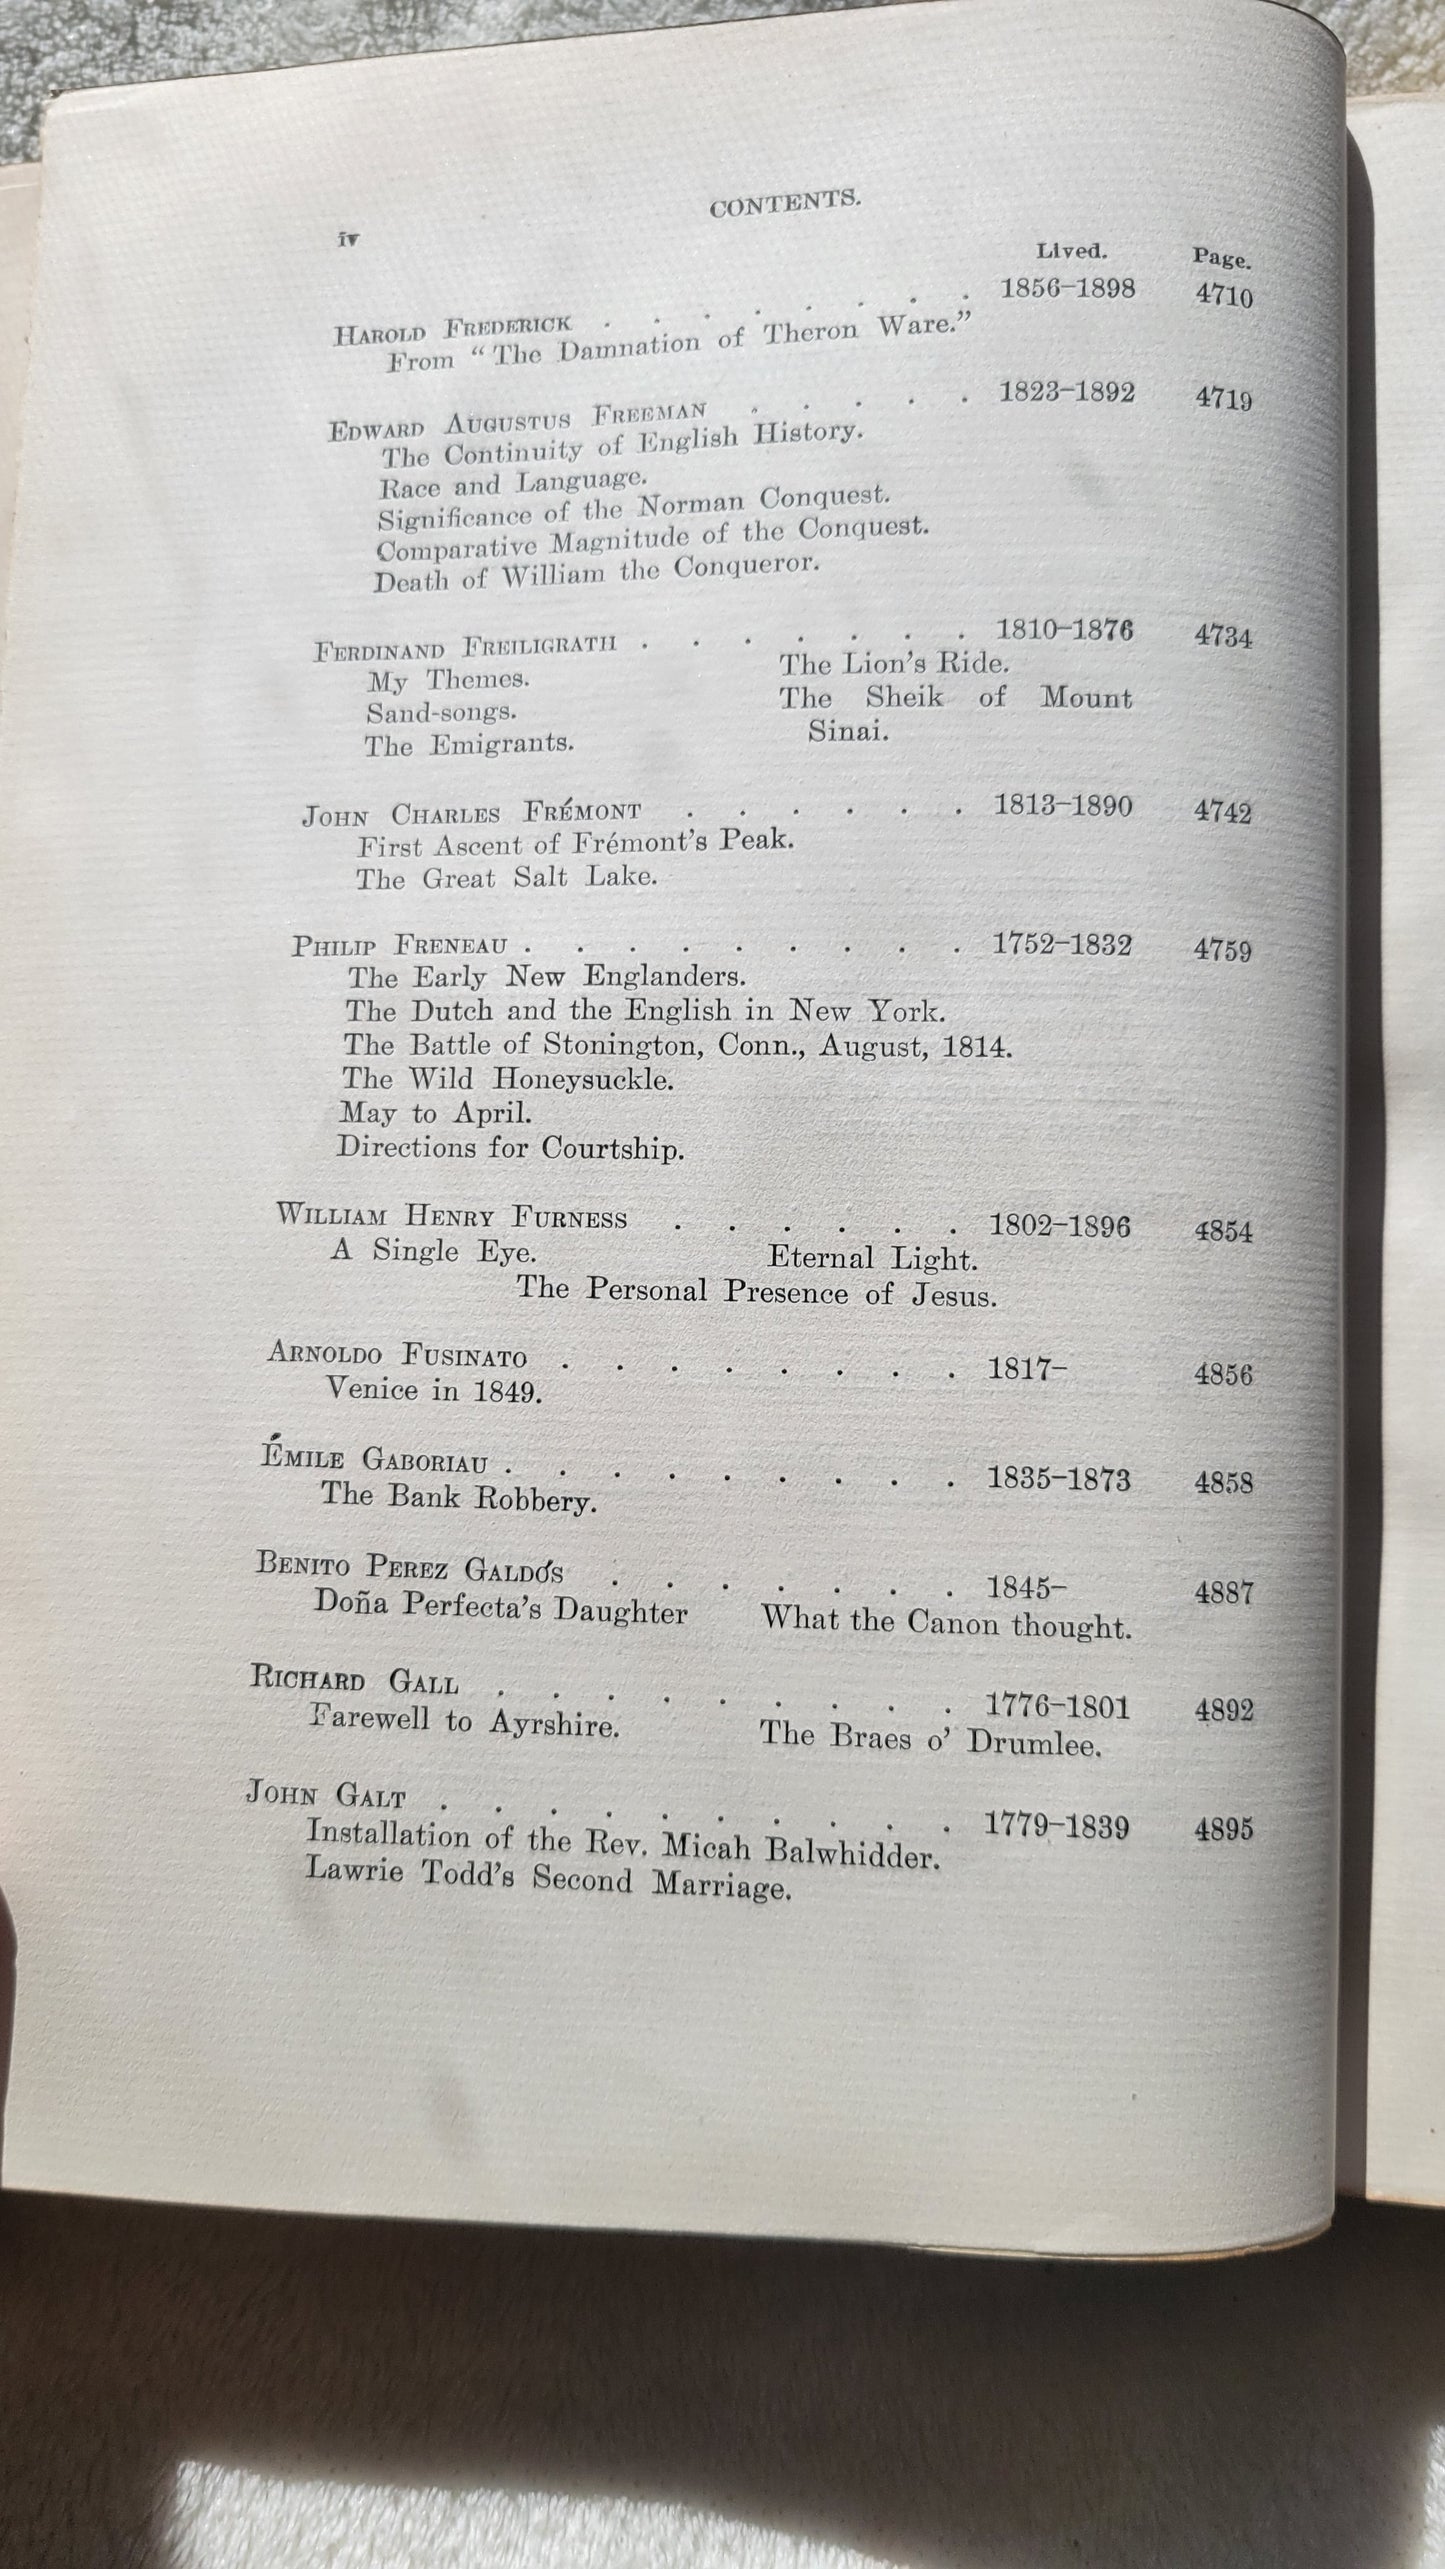 CONTENTS.
iv
Lived. Page.
HAROLD FREDERICK . . . . . . . . 1856–1898 4710
From “The Damnation of Theron Ware.”
EDWARD AUGUSTUS FREEMAN . . . . . 1823–1892 4719
The Continuity of English History.
Race and Language.
Significance of the Norman Conquest.
Comparative Magnitude of the Conquest.
Death of William the Conqueror.
FERDINAND FREILIGRATH . . . . . . . 1810–1876 4734
My Themes. The Lion’s Ride.
Sand-songs. The Sheik of Mount
The Emigrants. Sinai.
JOHN CHARLES FRÉMONT . . . . . . 1813–1890 4742
First Ascent of Frémont’s Peak.
The Great Salt Lake.
PHILIP FRENEAU . . . . . . . . . 1752–1832 4759
The Early New Englanders.
The Dutch and the English in New York.
The Battle of Stonington, Conn., August, 1814.
The Wild Honeysuckle.
May to April.
Directions for Courtship.
WILLIAM HENRY FURNESS . . . . . . 1802–1896 4854
A Single Eye. Eternal Light.
The Personal Presence of Jesus.
ARNOLDO FUSINATO . . . . . . . . 1817– 4856
Venice in 1849.
ÉMILE GABORIAU . . . . . . . . . 1835–1873 4858
The Bank Robbery.
BENITO PEREZ GALDÓS . . . . . . . 1845– 4887
Doña Perfecta’s Daughter What the Canon thought.
RICHARD GALL . . . . . . . . . 1776–1801 4892
Farewell to Ayrshire. The Braes o’ Drumlee.
JOHN GALT . . . . . . . . . . 1779–1839 4895
Installation of the Rev. Micah Balwhidder.
Lawrie Todd’s Second Marriage.